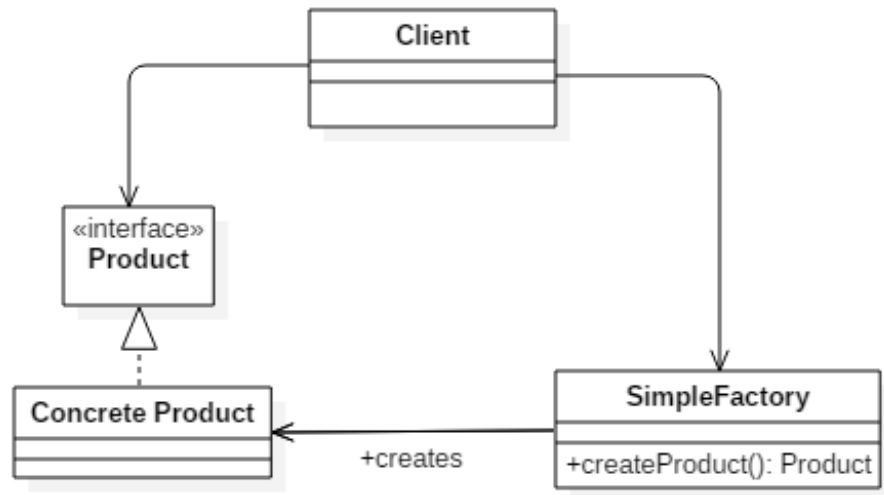 Client
«interface»
Product
Concrete Product
SimpleFactory
+createProduct(): Product
+creates